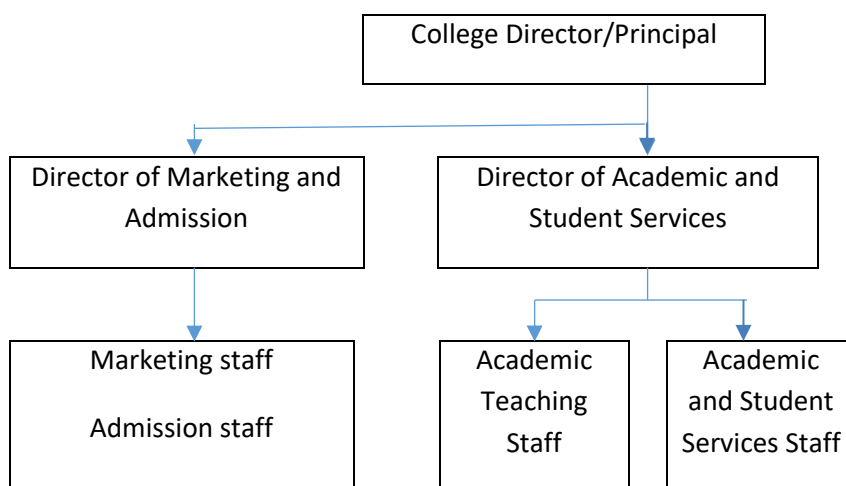 College Director/Principal
Director of Marketing and
Admission
Director of Academic and
Student Services
Marketing staff
Admission staff
Academic
Teaching
Staff
Academic
and Student
Services Staff